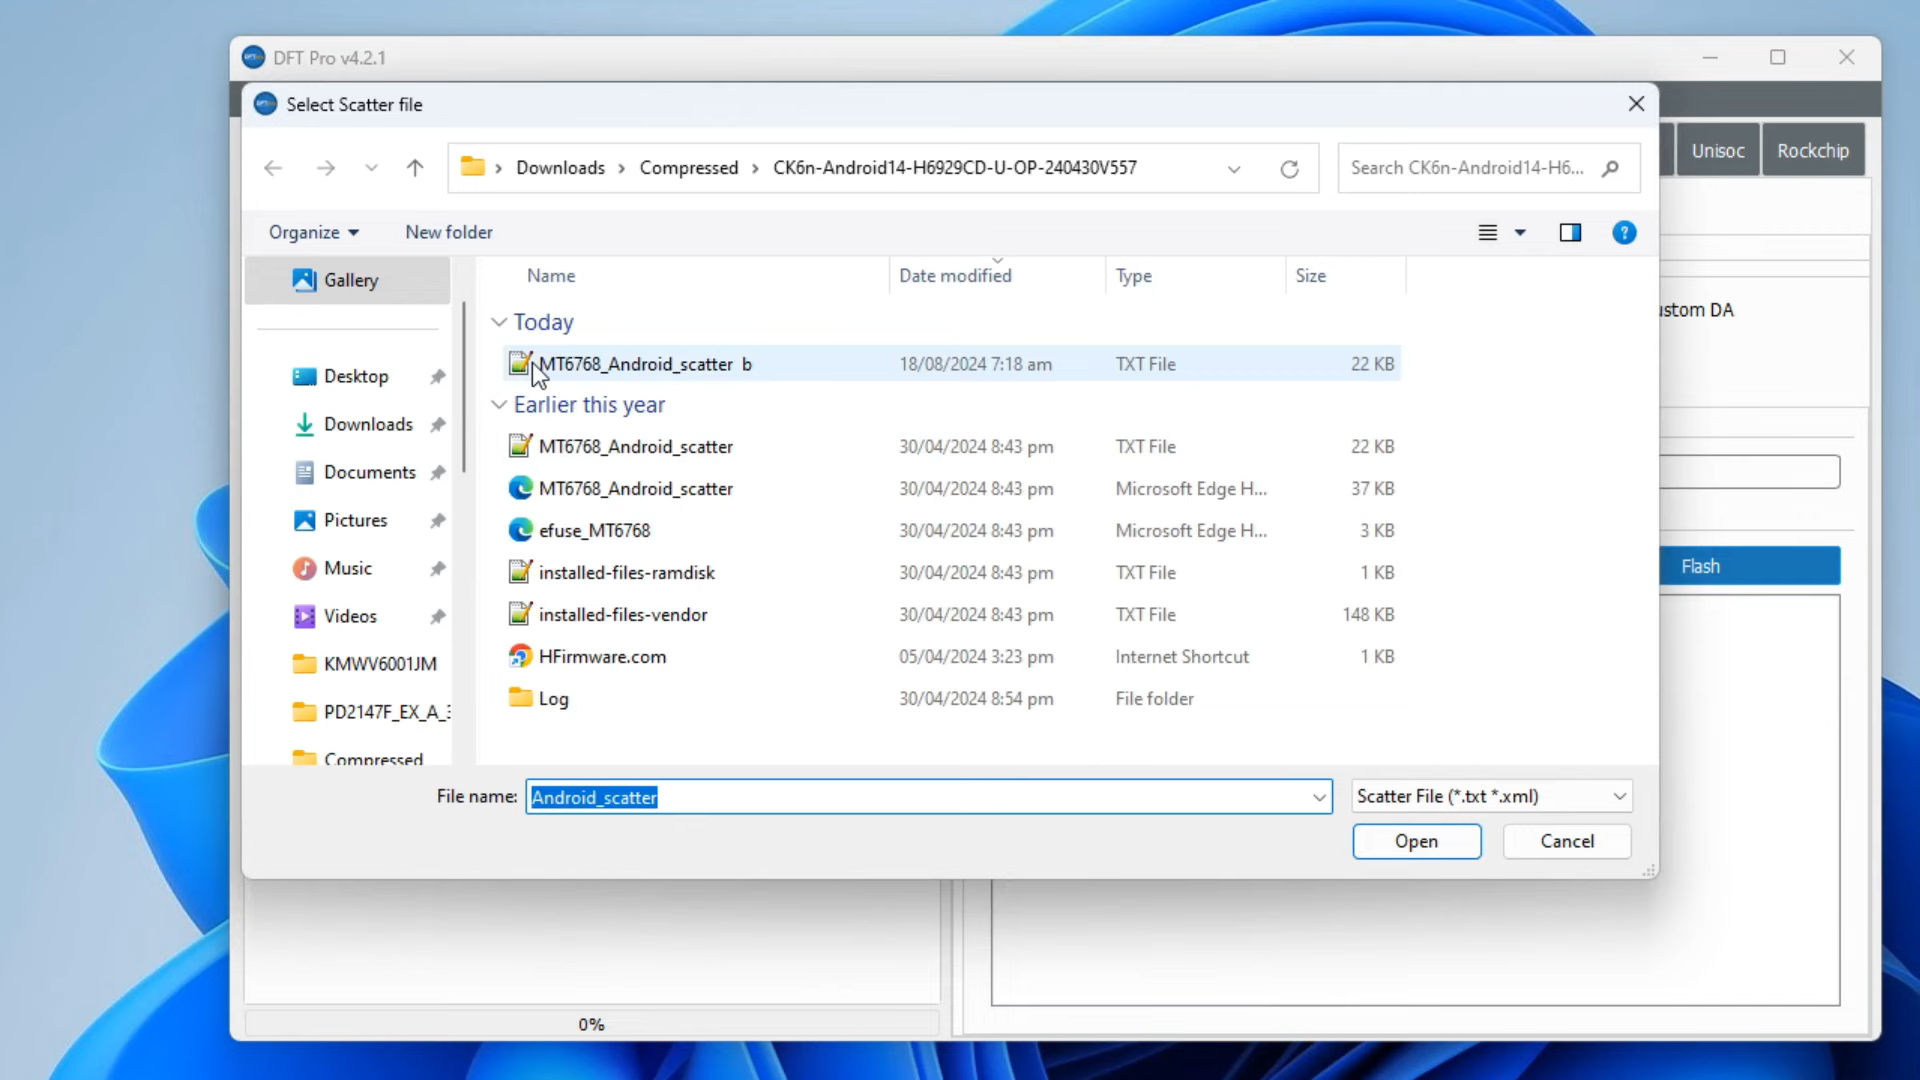 DFT Pro v4.2.1
Select Scatter file
Downloads > Compressed > CK6n-Android14-H6929CD-U-OP-240430V557
Search CK6n-Android14-H6...
Unisoc
Rockchip
Organize
New folder
?
Gallery
Name
Date modified
Type
Size
ustom DA
Today
MT6768_Android_scatter b 18/08/2024 7:18 am TXT File 22 KB
Desktop
Earlier this year
Downloads
MT6768_Android_scatter 30/04/2024 8:43 pm TXT File 22 KB
Documents
MT6768_Android_scatter 30/04/2024 8:43 pm Microsoft Edge H... 37 KB
Pictures
efuse_MT6768 30/04/2024 8:43 pm Microsoft Edge H... 3 KB
Music
installed-files-ramdisk 30/04/2024 8:43 pm TXT File 1 KB
Flash
Videos
installed-files-vendor 30/04/2024 8:43 pm TXT File 148 KB
KMWV6001JM
HFirmware.com 05/04/2024 3:23 pm Internet Shortcut 1 KB
PD2147F_EX_A_3
Log 30/04/2024 8:54 pm File folder
Compressed
File name: Android_scatter
Scatter File (*.txt *.xml)
Open
Cancel
0%